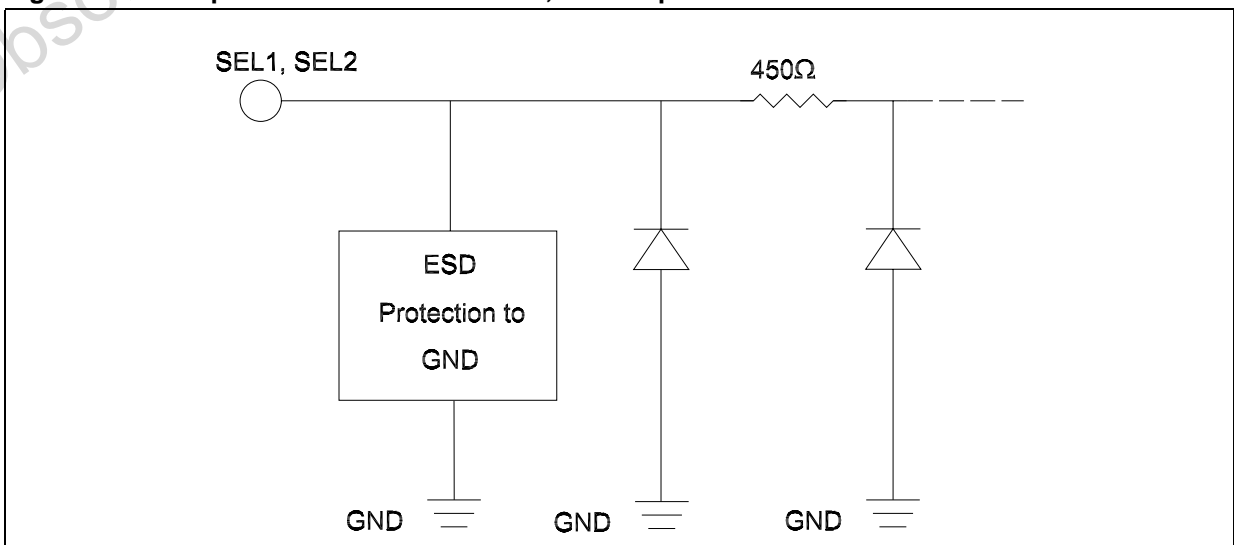 SEL1, SEL2
450Ω
ESD
Protection to
GND
GND
GND
GND